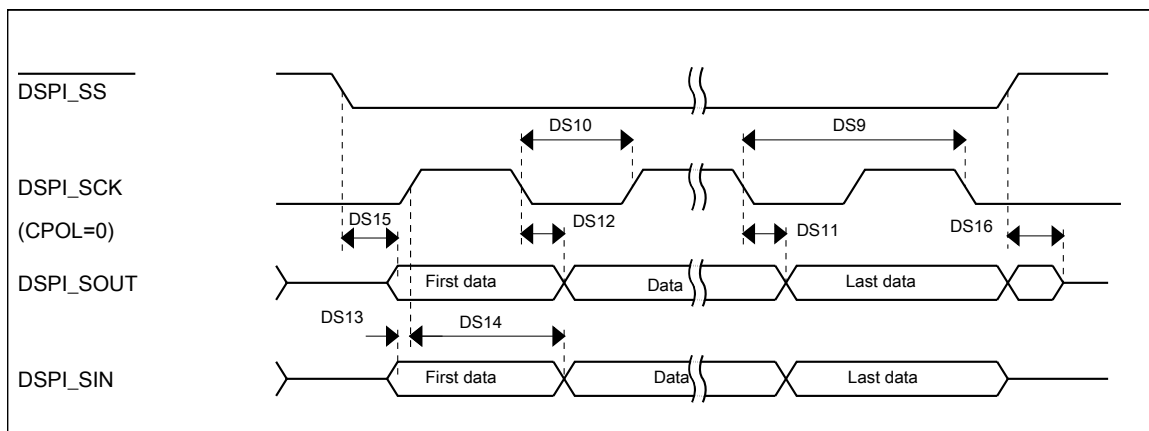 DSPI_SS
DS10
DS9
DSPI_SCK
(CPOL=0)
DS15
DS12
DS11
DS16
DSPI_SOUT
First data
Data
Last data
DS13
DS14
DSPI_SIN
First data
Data
Last data